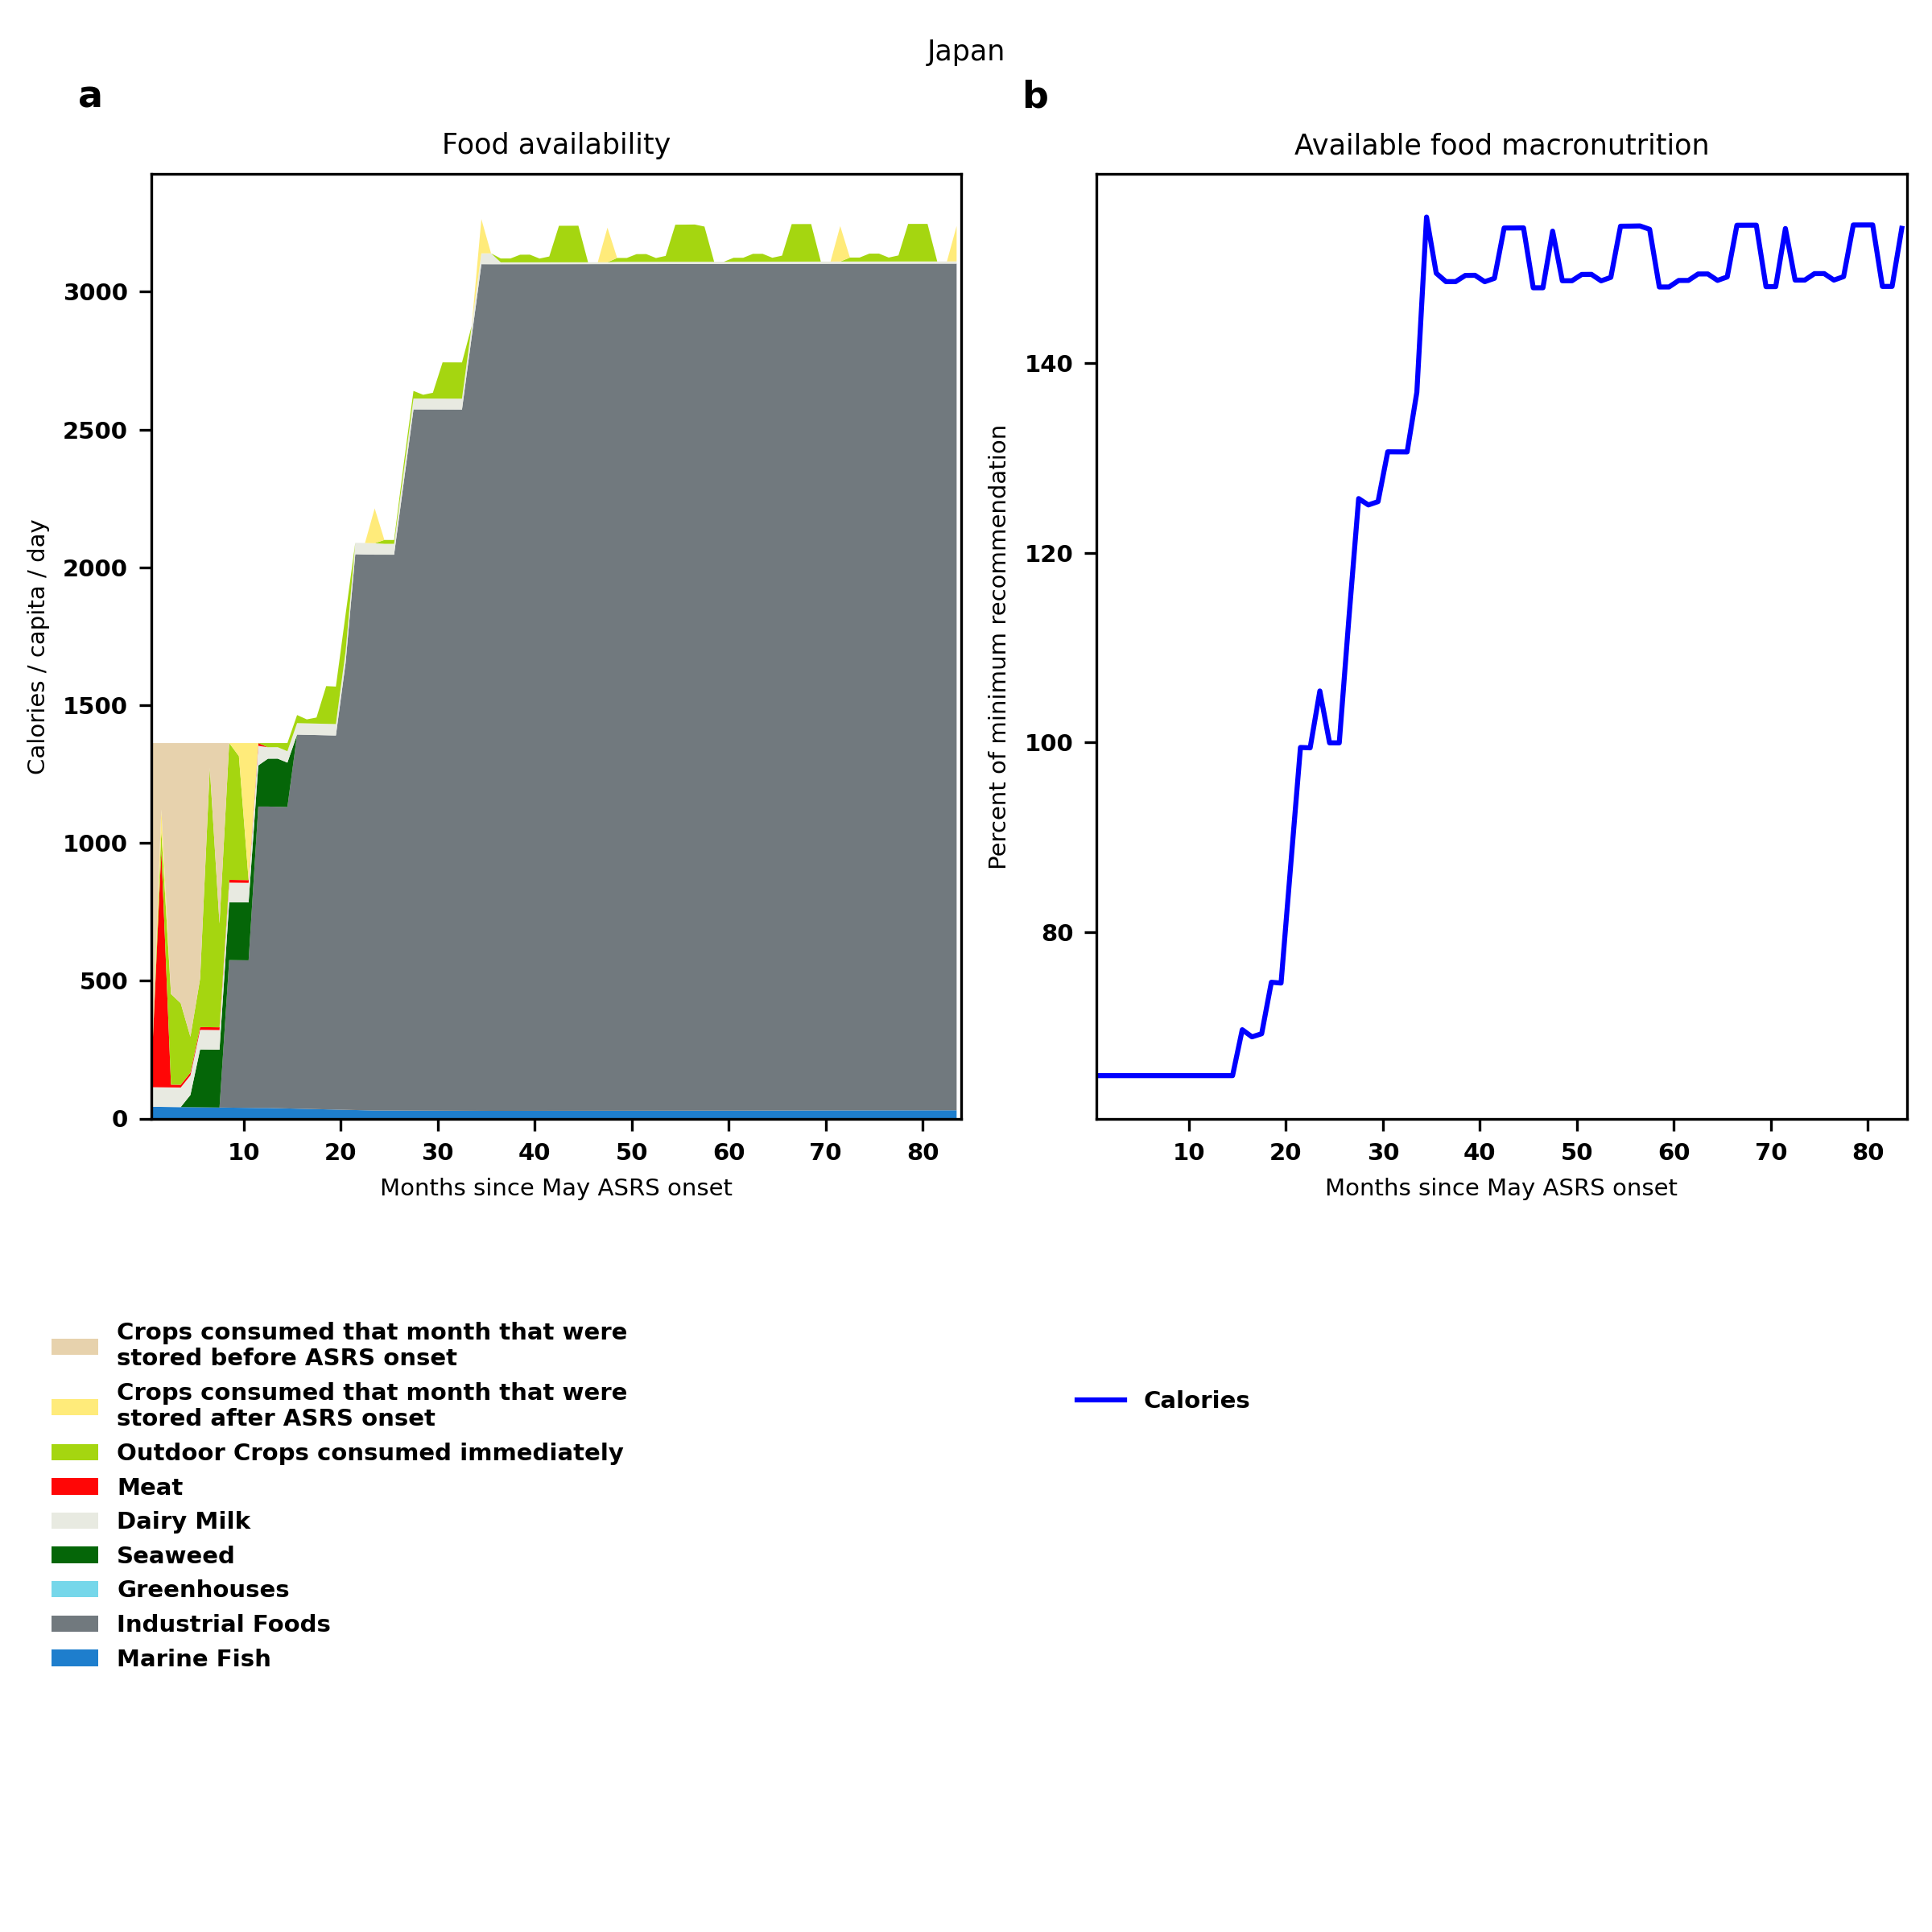 Japan
a
Food availability
Calories / capita / day
3000
2500
2000
1500
1000
500
0
10 20 30 40 50 60 70 80
Months since May ASRS onset
b
Available food macronutrition
Percent of minimum recommendation
140
120
100
80
10 20 30 40 50 60 70 80
Months since May ASRS onset
Crops consumed that month that were
stored before ASRS onset
Crops consumed that month that were
stored after ASRS onset
Outdoor Crops consumed immediately
Meat
Dairy Milk
Seaweed
Greenhouses
Industrial Foods
Marine Fish
Calories